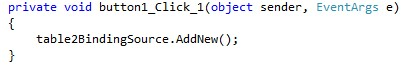 private void button1_Click_1(object sender, EventArgs e)
{
    table2BindingSource.AddNew();
}